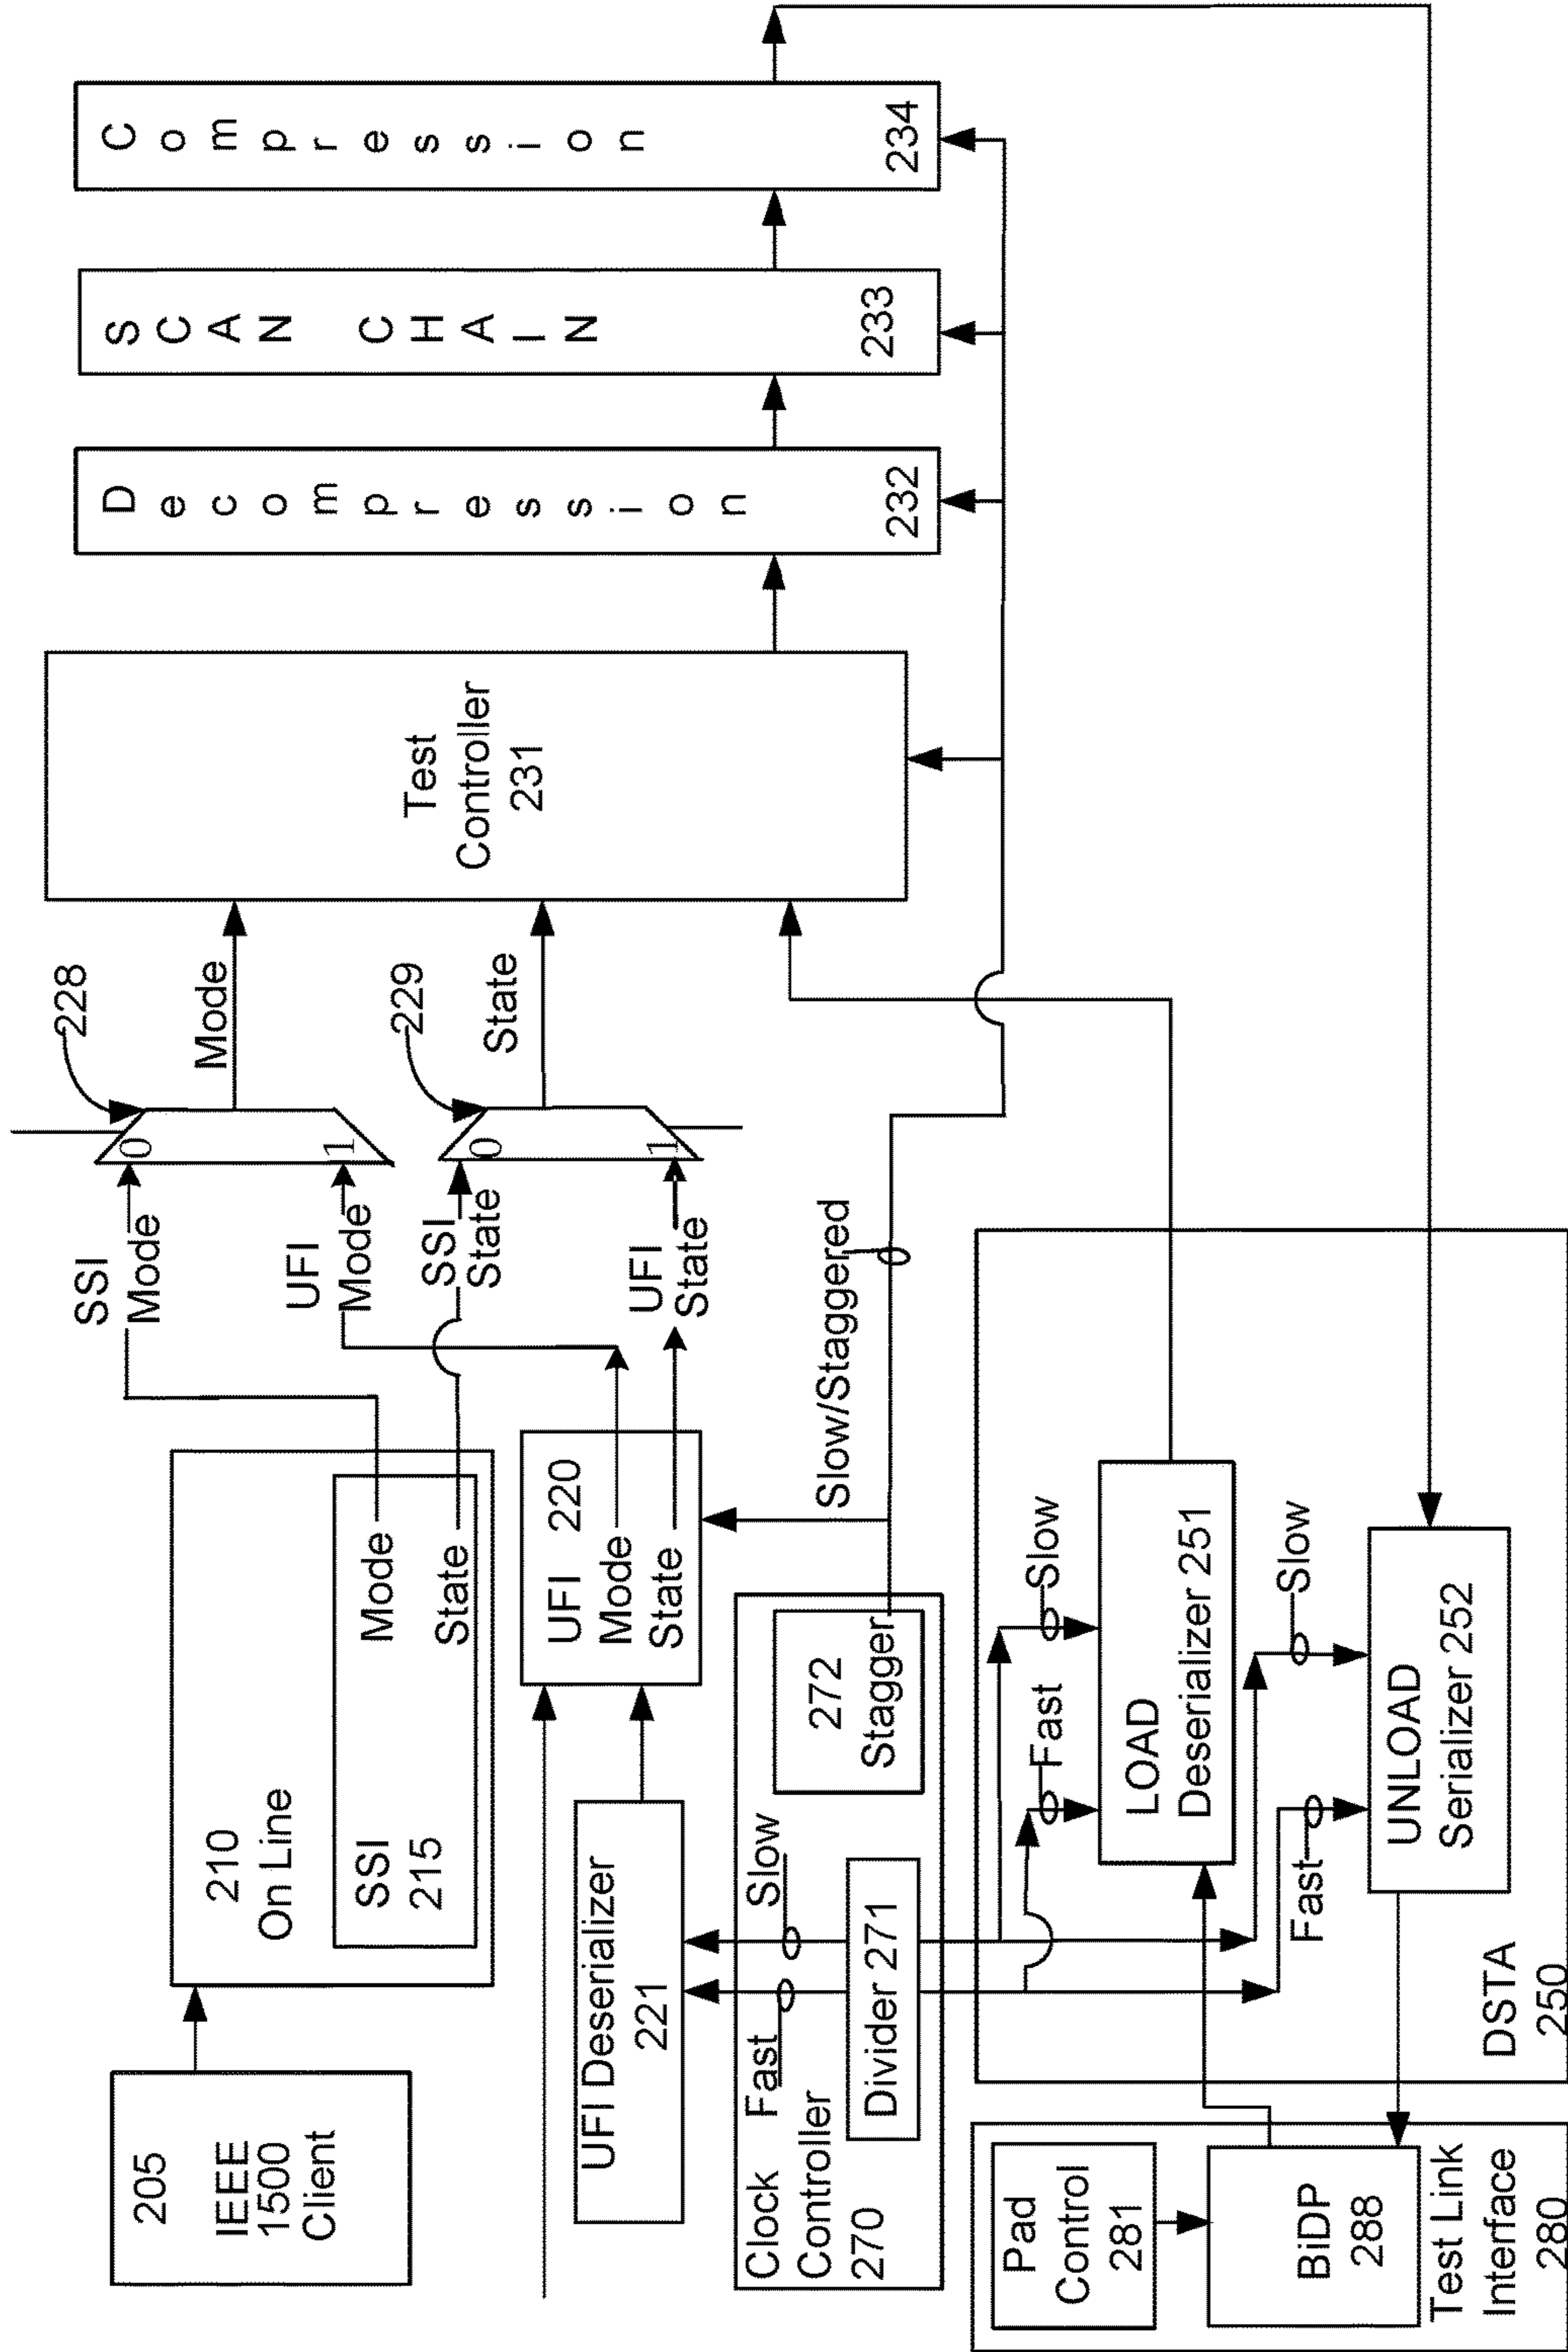 205
IEEE
1500
Client
210
On Line
SSI
215
Mode
State
SSI
Mode
UFI
Mode
SSI
State
UFI
State
228
0
1
Mode
229
0
1
State
Test
Controller
231
Decompression
232
SCAN CHAIN
233
Compression
234
UFI Deserializer
221
UFI 220
Mode
State
Clock
Controller
270
Fast
Slow
Divider 271
272
Stagger
Slow/Staggered
Pad
Control
281
BiDP
288
Test Link
Interface
280
Fast
Slow
LOAD
Deserializer 251
Fast
Slow
UNLOAD
Serializer 252
DSTA
250